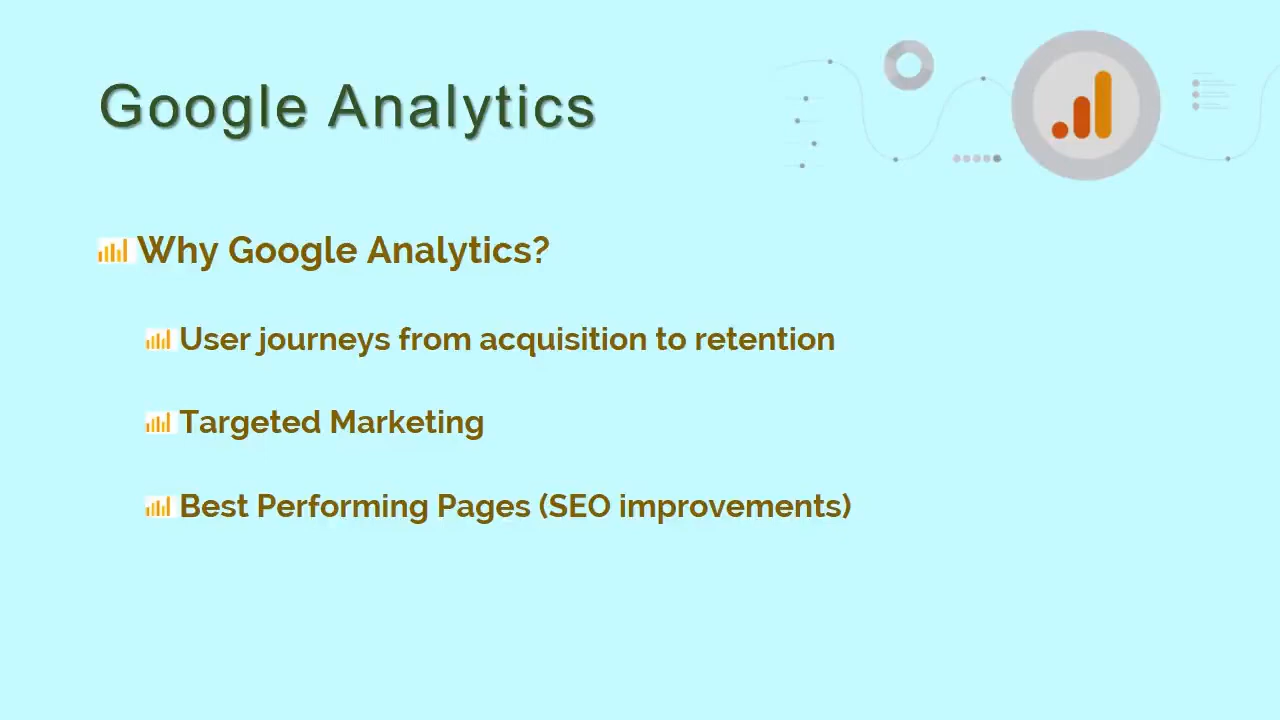 Google Analytics
Why Google Analytics?
User journeys from acquisition to retention
Targeted Marketing
Best Performing Pages (SEO improvements)